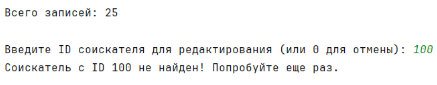 Всего записей: 25
Введите ID соискателя для редактирования (или 0 для отмены): 100
Соискатель с ID 100 не найден! Попробуйте еще раз.